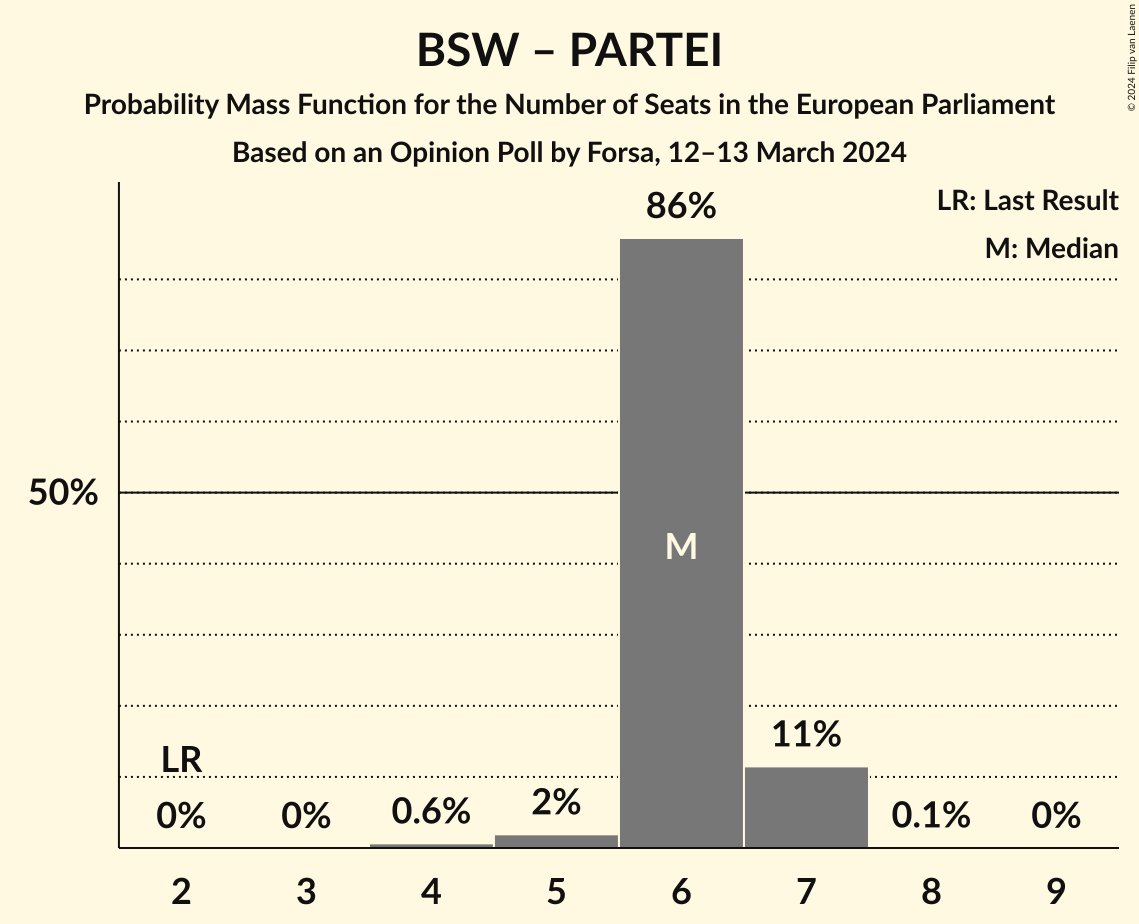 BSW – PARTEI
Probability Mass Function for the Number of Seats in the European Parliament
Based on an Opinion Poll by Forsa, 12–13 March 2024
© 2024 Filip van Laenen
LR: Last Result
M: Median
86%
50%
M
11%
LR
0%
0%
0.6%
2%
0.1%
0%
2 3 4 5 6 7 8 9